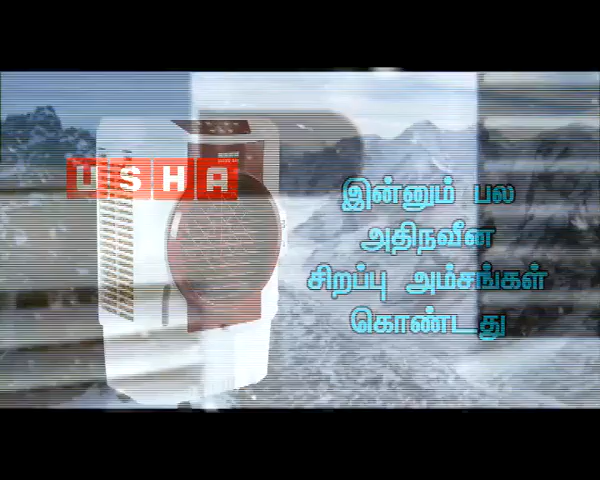 USHA
இன்னும் பல
அதிநவீன
சிறப்பு அம்சங்கள்
கொண்டது